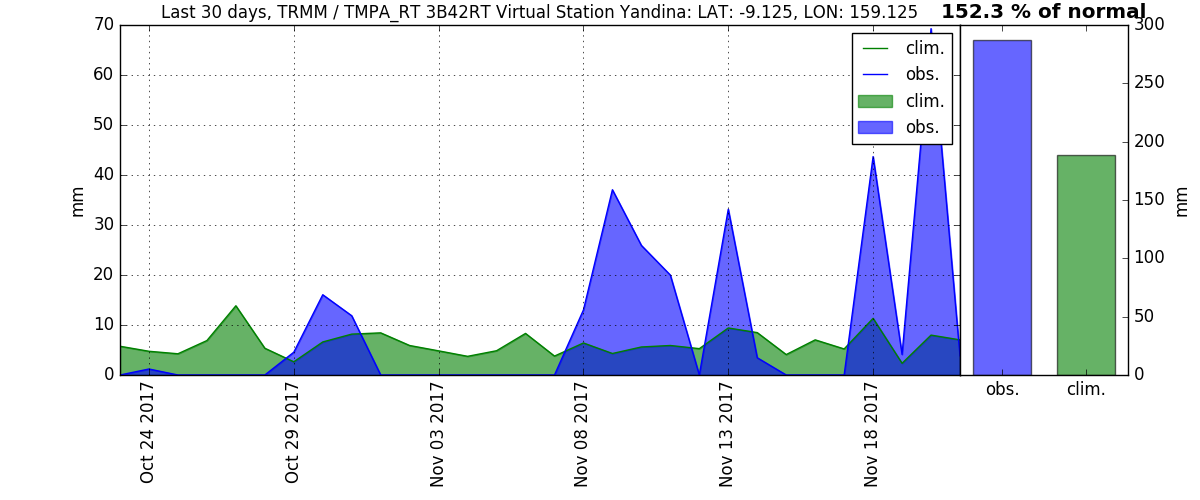 Last 30 days, TRMM / TMPA_RT 3B42RT Virtual Station Yandina: LAT: -9.125, LON: 159.125
152.3 % of normal
70
60
50
40
30
20
10
0
mm
clim.
obs.
clim.
obs.
Oct 24 2017
Oct 29 2017
Nov 03 2017
Nov 08 2017
Nov 13 2017
Nov 18 2017
300
250
200
150
100
50
0
mm
obs.
clim.